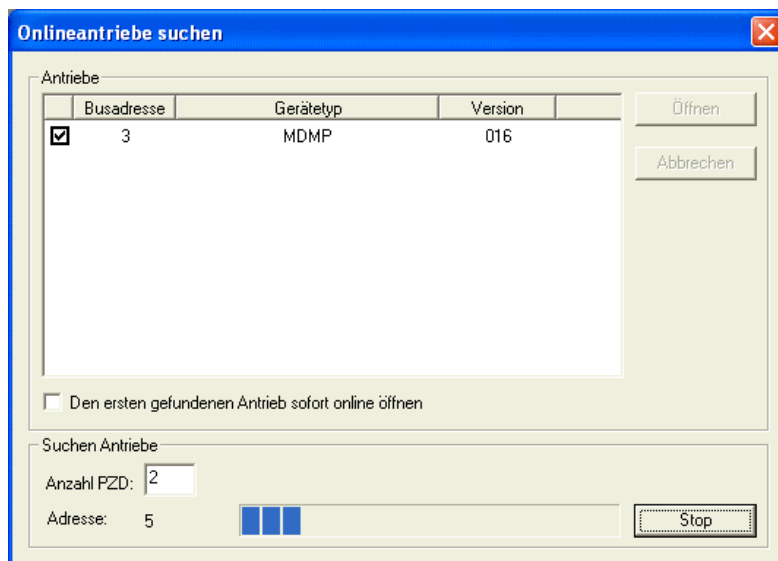 Onlineantriebe suchen
Antriebe
Busadresse Gerätetyp Version
3 MDMP 016
Öffnen
Abbrechen
Den ersten gefundenen Antrieb sofort online öffnen
Suchen Antriebe
Anzahl PZD: 2
Adresse: 5
Stop